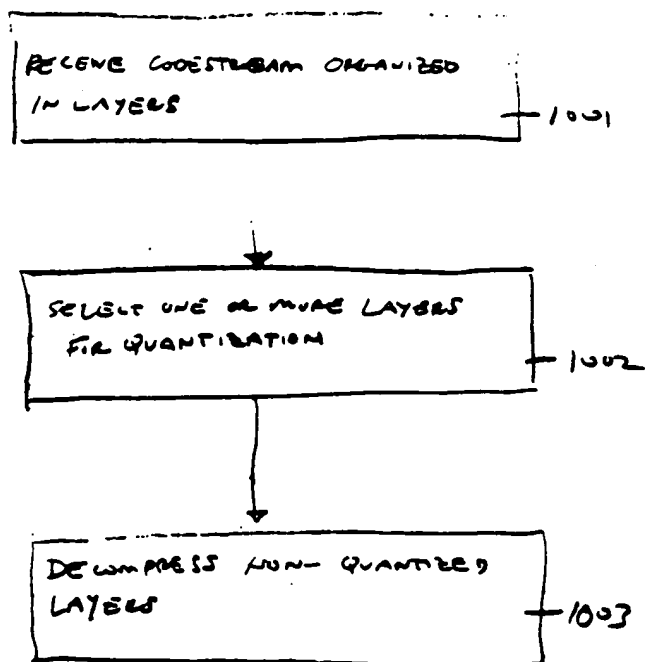 RECEIVE CODESTREAM ORGANIZED
IN LAYERS
1001
SELECT ONE OR MORE LAYERS
FOR QUANTIZATION
1002
DECOMPRESS NON-QUANTIZED
LAYERS
1003